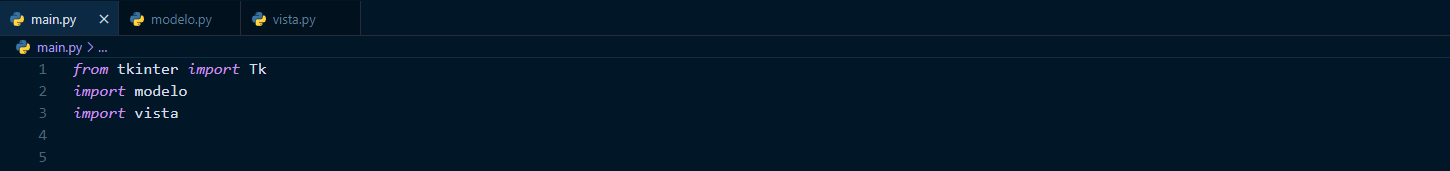 main.py × modelo.py vista.py
main.py > ...
1 from tkinter import Tk
2 import modelo
3 import vista
4
5